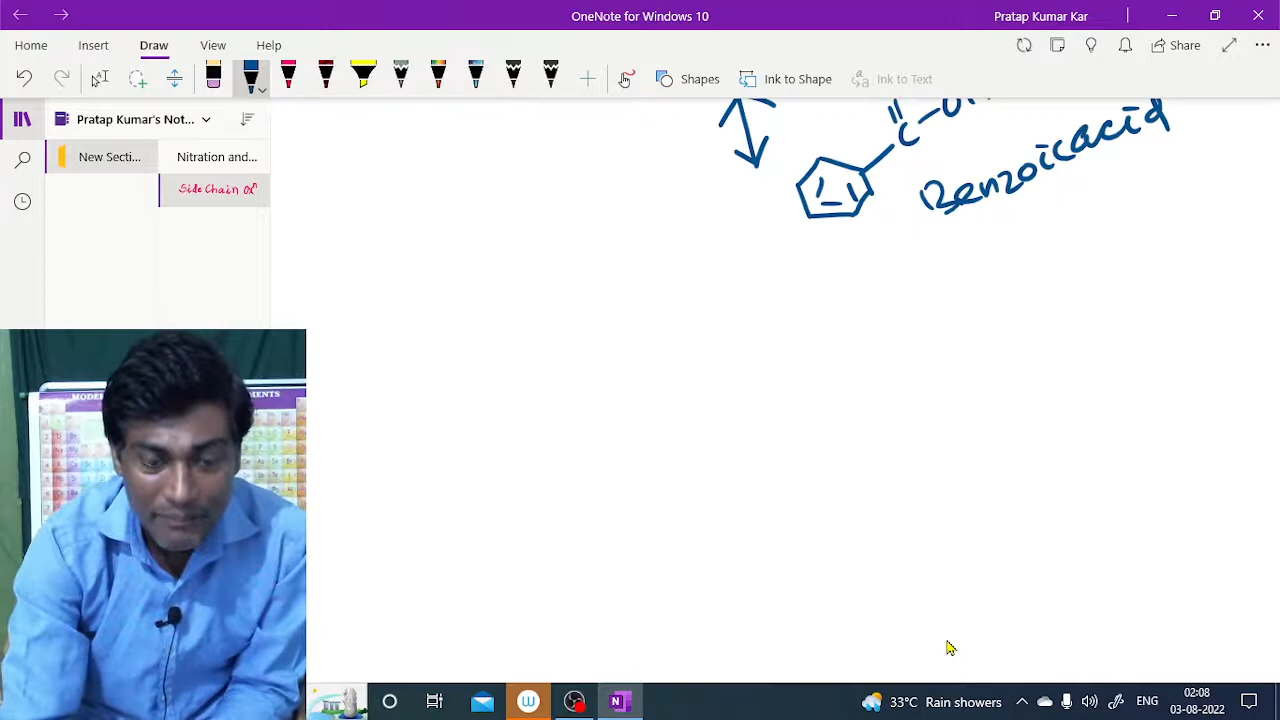 OneNote for Windows 10
Pratap Kumar Kar
Home Insert Draw View Help
Share
Shapes
Ink to Shape
Ink to Text
Pratap Kumar's Not...
New Secti...
Nitration and...
Side Chain Oxⁿ
C
Benzoicacid
W
N
33°C Rain showers
ENG
02:08
03-08-2022